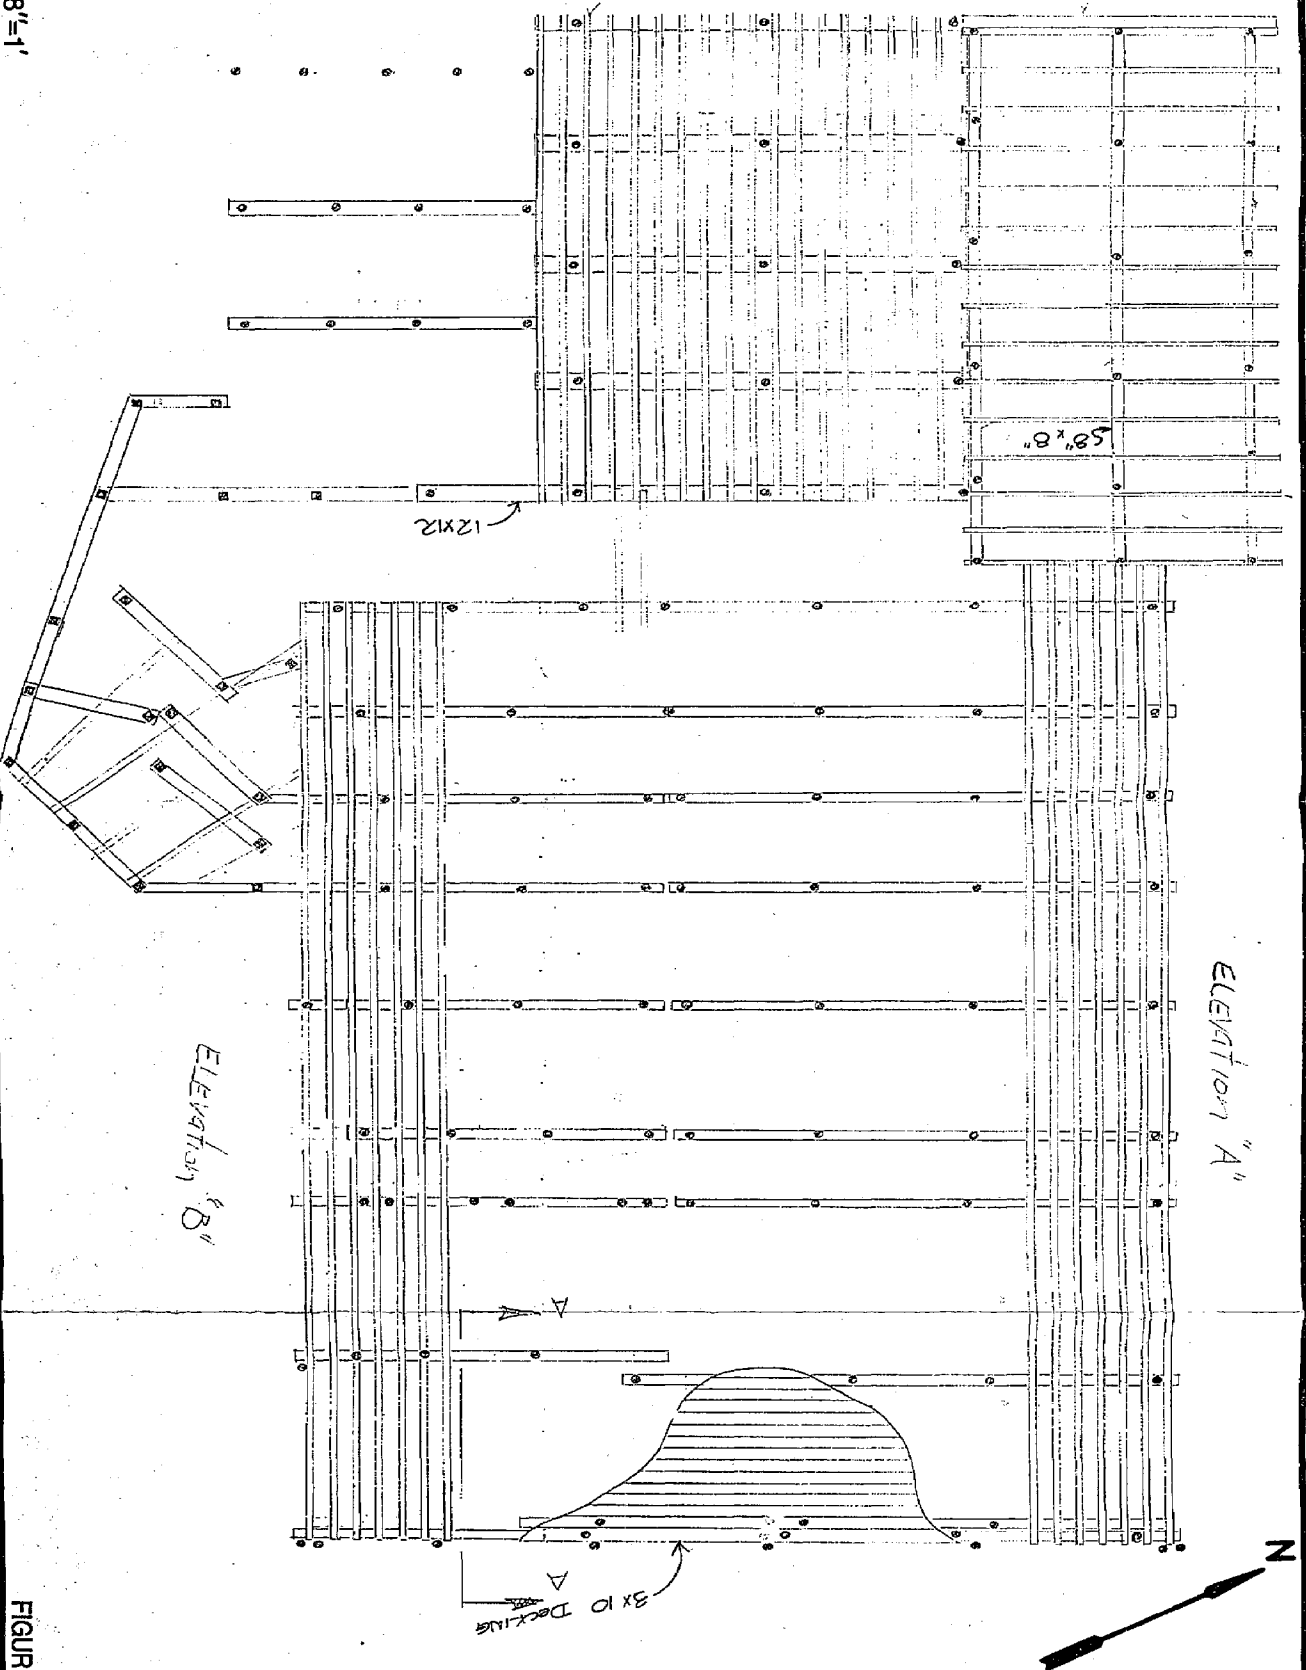 8"=1'
58"x8"
12X12
ELEVATION "A"
ELEVATION "B"
A
A
3x10 DECKING
N
FIGUR